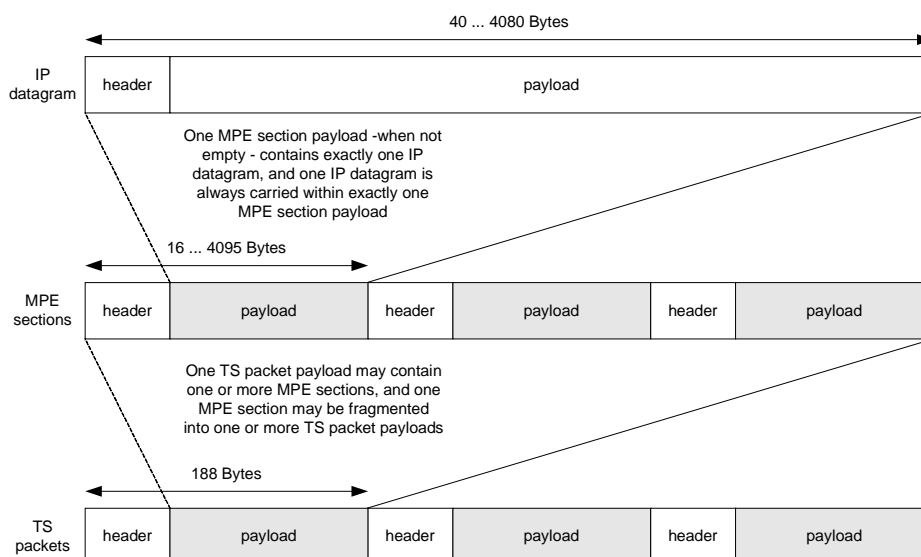 40 ... 4080 Bytes
IP
datagram
header
payload
One MPE section payload -when not
empty - contains exactly one IP
datagram, and one IP datagram is
always carried within exactly one
MPE section payload
16 ... 4095 Bytes
MPE
sections
header
payload
header
payload
header
payload
One TS packet payload may contain
one or more MPE sections, and one
MPE section may be fragmented
into one or more TS packet payloads
188 Bytes
TS
packets
header
payload
header
payload
header
payload